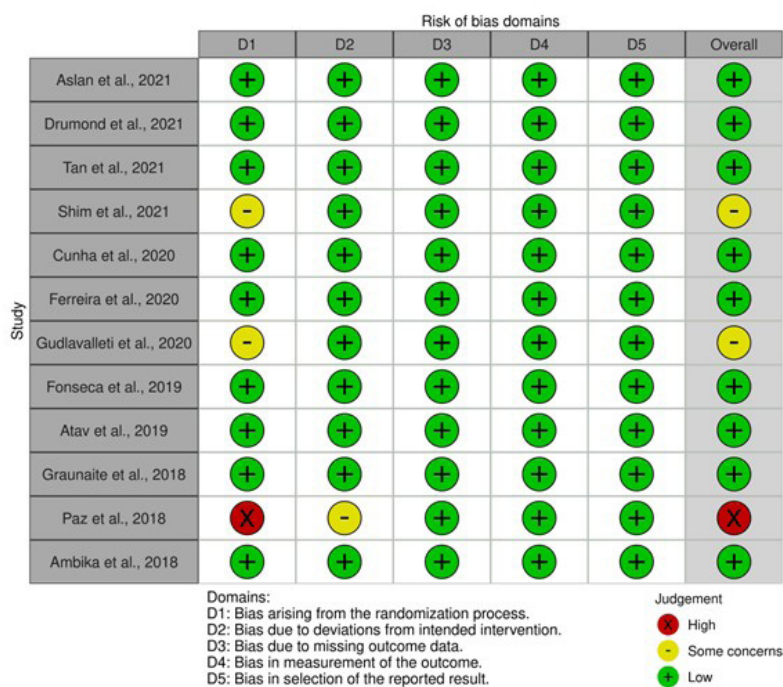 Risk of bias domains
D1 D2 D3 D4 D5 Overall
Aslan et al., 2021 + + + + + +
Drumond et al., 2021 + + + + + +
Tan et al., 2021 + + + + + +
Shim et al., 2021 - + + + + -
Cunha et al., 2020 + + + + + +
Ferreira et al., 2020 + + + + + +
Gudlavalleti et al., 2020 - + + + + -
Fonseca et al., 2019 + + + + + +
Atav et al., 2019 + + + + + +
Graunaite et al., 2018 + + + + + +
Paz et al., 2018 X - + + + X
Ambika et al., 2018 + + + + + +
Study
Domains:
D1: Bias arising from the randomization process.
D2: Bias due to deviations from intended intervention.
D3: Bias due to missing outcome data.
D4: Bias in measurement of the outcome.
D5: Bias in selection of the reported result.
Judgement
X High
- Some concerns
+ Low